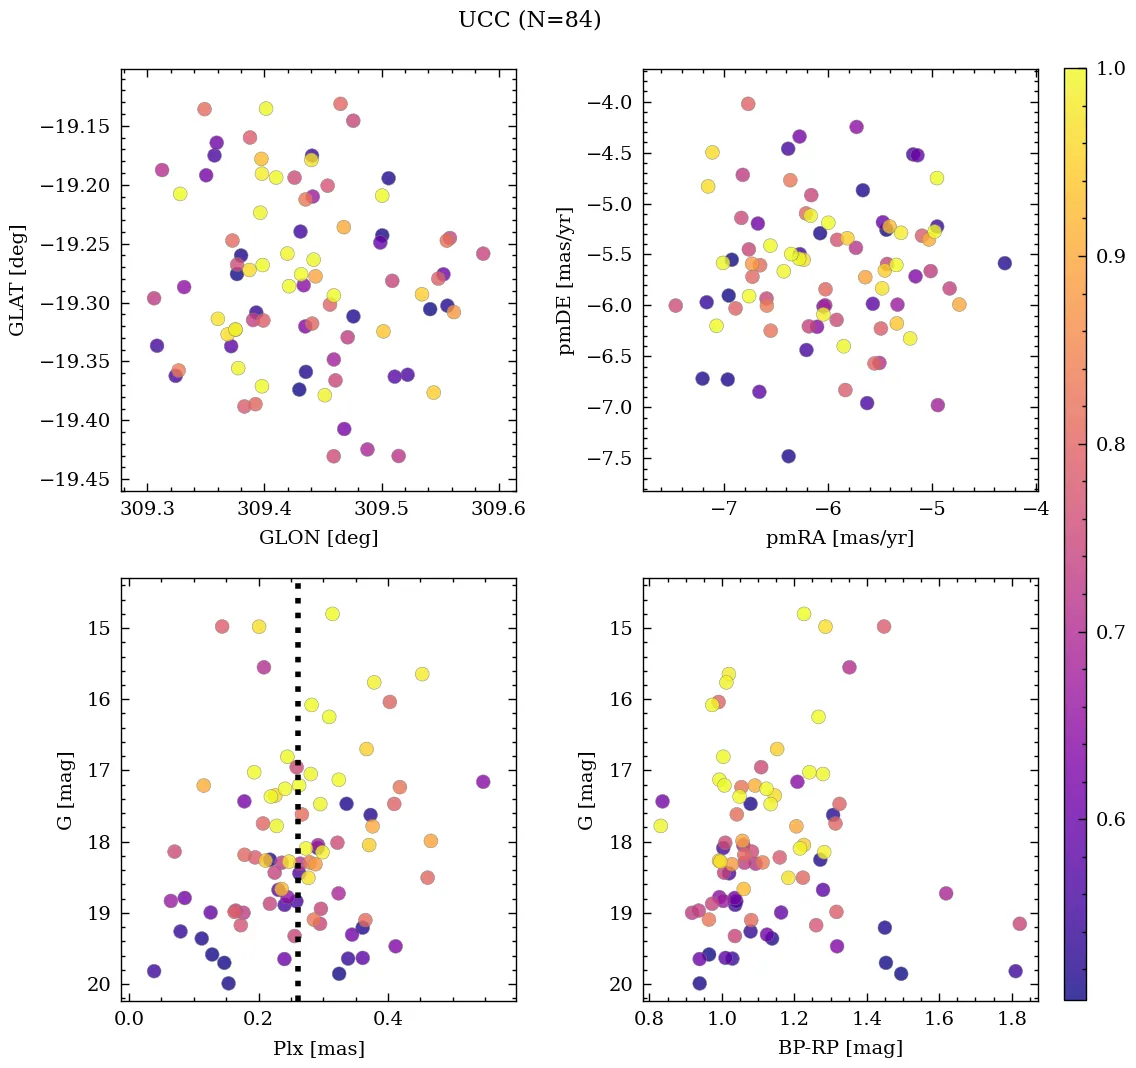 UCC (N=84)
−19.15
−19.20
−19.25
−19.30
−19.35
−19.40
−19.45
GLAT [deg]
309.3 309.4 309.5 309.6
GLON [deg]
−4.0
−4.5
−5.0
−5.5
−6.0
−6.5
−7.0
−7.5
pmDE [mas/yr]
−7 −6 −5 −4
pmRA [mas/yr]
1.0
0.9
0.8
0.7
0.6
15
16
17
18
19
20
G [mag]
0.0 0.2 0.4
Plx [mas]
15
16
17
18
19
20
G [mag]
0.8 1.0 1.2 1.4 1.6 1.8
BP-RP [mag]